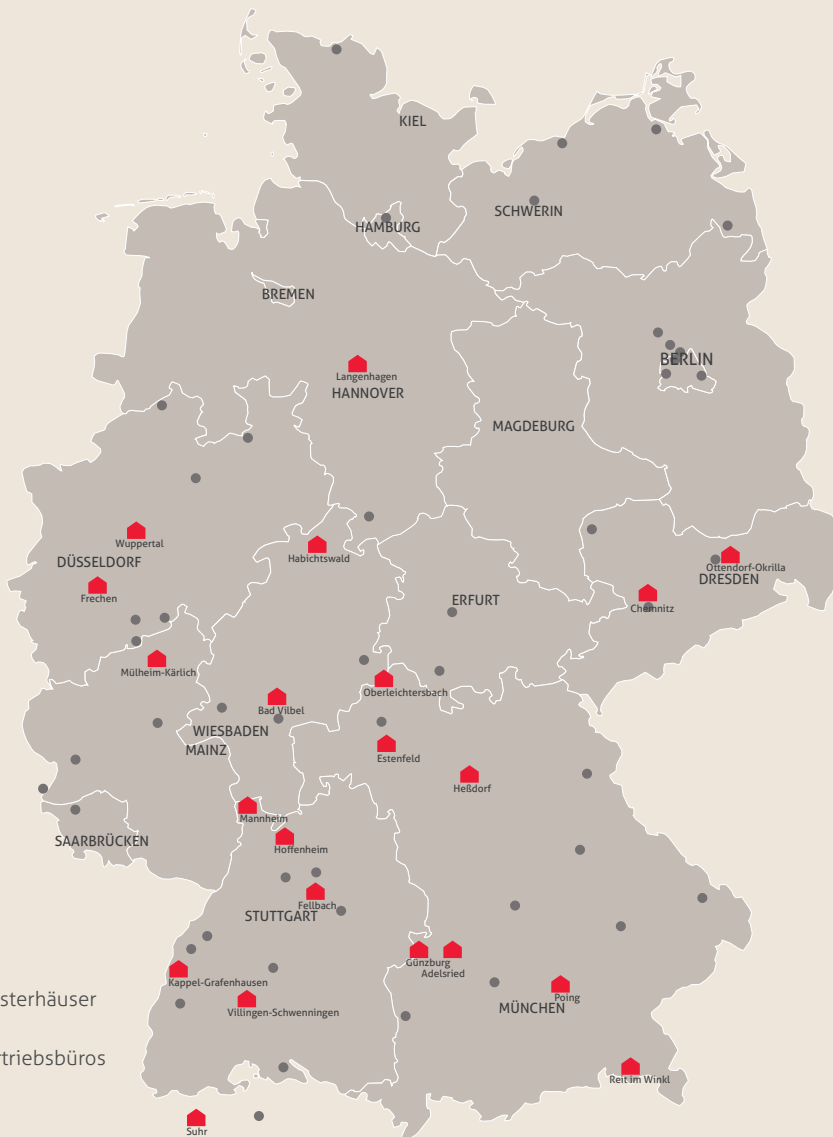 KIEL
SCHWERIN
HAMBURG
BREMEN
BERLIN
Langenhagen
HANNOVER
MAGDEBURG
Wuppertal
Habichtswald
DÜSSELDORF
Ottendorf-Okrilla
DRESDEN
Frechen
ERFURT
Chemnitz
Mülheim-Kärlich
Oberleichtersbach
Bad Vilbel
WIESBADEN
MAINZ
Estenfeld
Heßdorf
Mannheim
SAARBRÜCKEN
Hoffenheim
Fellbach
STUTTGART
Günzburg
Adelsried
Kappel-Grafenhausen
sterhäuser
Villingen-Schwenningen
Poing
MÜNCHEN
rtriebsbüros
Reit im Winkl
Suhr